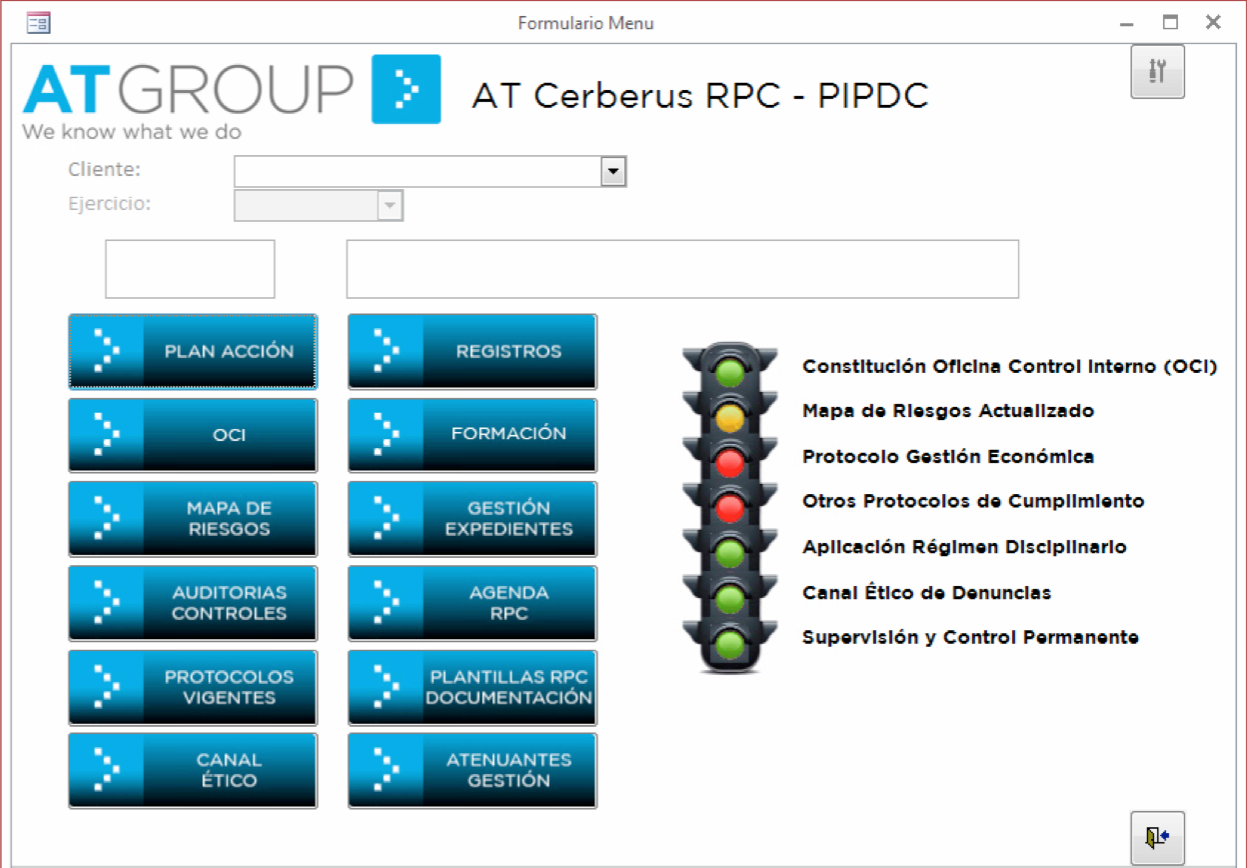 Formulario Menu
ATGROUP
We know what we do
AT Cerberus RPC - PIPDC
Cliente:
Ejercicio:
PLAN ACCIÓN
REGISTROS
OCI
FORMACIÓN
MAPA DE
RIESGOS
GESTIÓN
EXPEDIENTES
AUDITORIAS
CONTROLES
AGENDA
RPC
PROTOCOLOS
VIGENTES
PLANTILLAS RPC
DOCUMENTACIÓN
CANAL
ÉTICO
ATENUANTES
GESTIÓN
Constitución Oficina Control Interno (OCI)
Mapa de Riesgos Actualizado
Protocolo Gestión Económica
Otros Protocolos de Cumplimiento
Aplicación Régimen Disciplinario
Canal Ético de Denuncias
Supervisión y Control Permanente